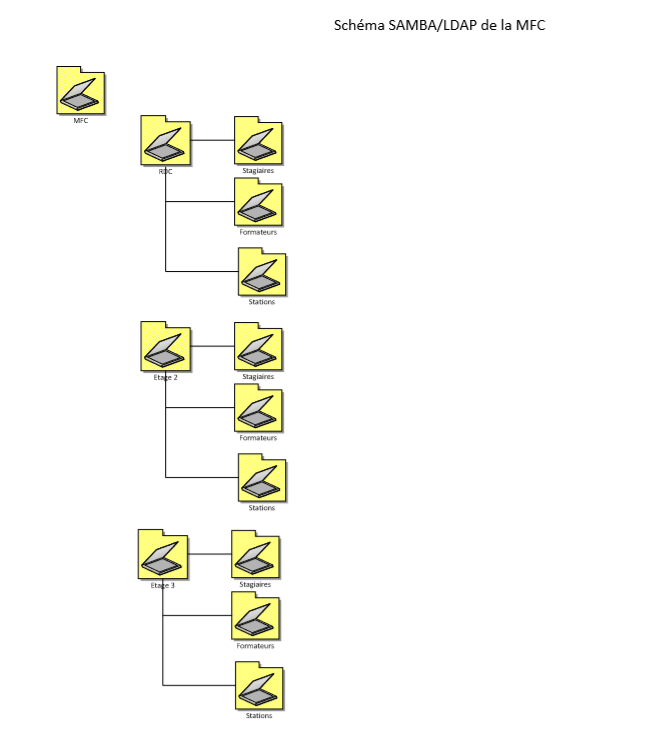 Schéma SAMBA/LDAP de la MFC
MFC
RDC
Stagiaires
Formateurs
Stations
Etage 2
Stagiaires
Formateurs
Stations
Etage 3
Stagiaires
Formateurs
Stations